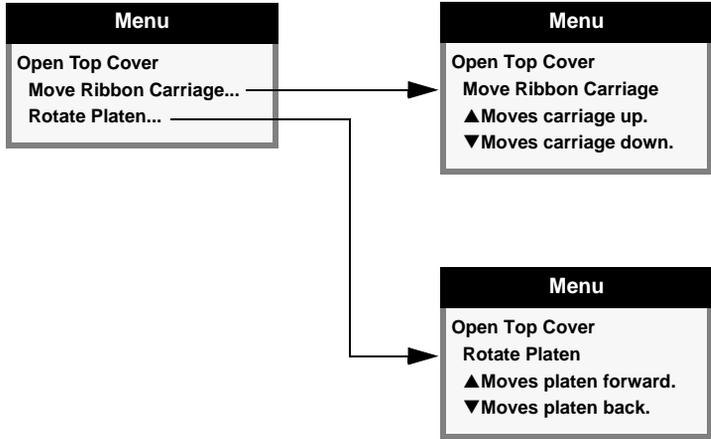 Menu
Open Top Cover
Move Ribbon Carriage...
Rotate Platen...
Menu
Open Top Cover
Move Ribbon Carriage
▲Moves carriage up.
▼Moves carriage down.
Menu
Open Top Cover
Rotate Platen
▲Moves platen forward.
▼Moves platen back.